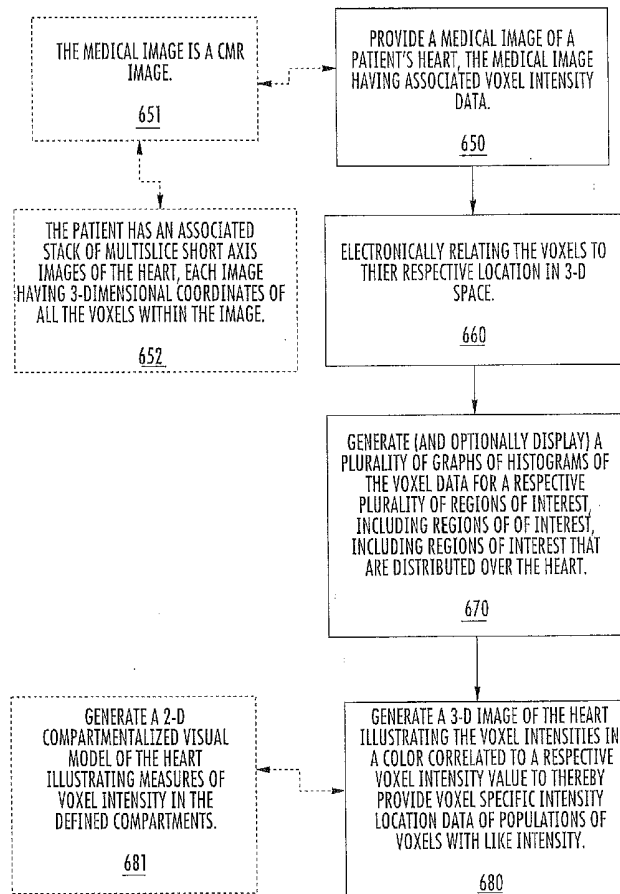 THE MEDICAL IMAGE IS A CMR
IMAGE.
651
PROVIDE A MEDICAL IMAGE OF A
PATIENT'S HEART, THE MEDICAL IMAGE
HAVING ASSOCIATED VOXEL INTENSITY
DATA.
650
THE PATIENT HAS AN ASSOCIATED
STACK OF MULTISLICE SHORT AXIS
IMAGES OF THE HEART, EACH IMAGE
HAVING 3-DIMENSIONAL COORDINATES OF
ALL THE VOXELS WITHIN THE IMAGE.
652
ELECTRONICALLY RELATING THE VOXELS TO
THIER RESPECTIVE LOCATION IN 3-D
SPACE.
660
GENERATE (AND OPTIONALLY DISPLAY) A
PLURALITY OF GRAPHS OF HISTOGRAMS OF
THE VOXEL DATA FOR A RESPECTIVE
PLURALITY OF REGIONS OF INTEREST,
INCLUDING REGIONS OF OF INTEREST,
INCLUDING REGIONS OF INTEREST THAT
ARE DISTRIBUTED OVER THE HEART.
670
GENERATE A 2-D
COMPARTMENTALIZED VISUAL
MODEL OF THE HEART
ILLUSTRATING MEASURES OF
VOXEL INTENSITY IN THE
DEFINED COMPARTMENTS.
681
GENERATE A 3-D IMAGE OF THE HEART
ILLUSTRATING THE VOXEL INTENSITIES IN
A COLOR CORRELATED TO A RESPECTIVE
VOXEL INTENSITY VALUE TO THEREBY
PROVIDE VOXEL SPECIFIC INTENSITY
LOCATION DATA OF POPULATIONS OF
VOXELS WITH LIKE INTENSITY.
680